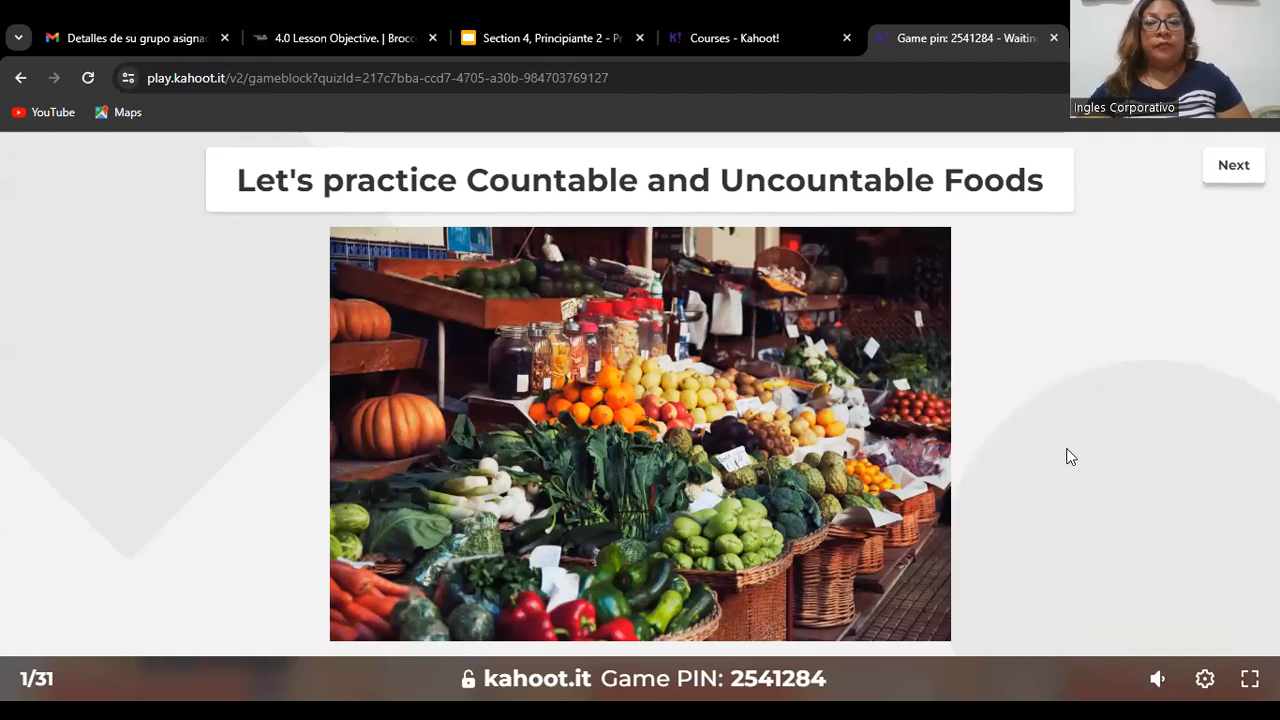 Detalles de su grupo asigna
4.0 Lesson Objective. | Brocc
Section 4, Principiante 2 - Pr
Courses - Kahoot!
Game pin: 2541284 - Waitin
play.kahoot.it/v2/gameblock?quizId=217c7bba-ccd7-4705-a30b-984703769127
YouTube
Maps
Ingles Corporativo
Let's practice Countable and Uncountable Foods
Next
1/31
kahoot.it Game PIN: 2541284